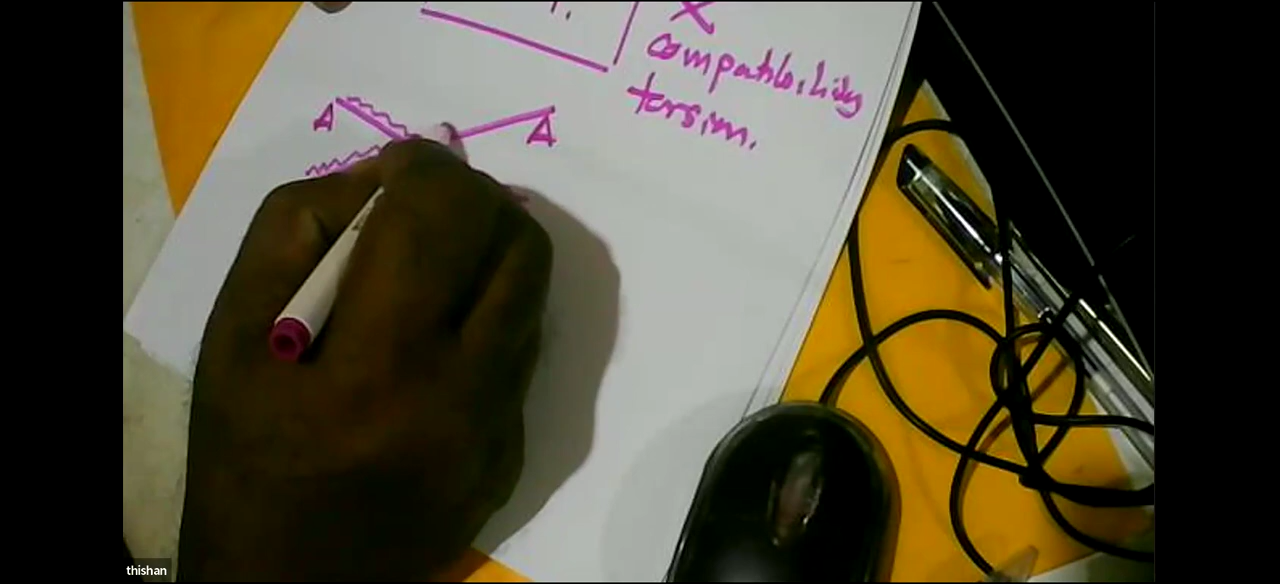 compatibility
torsion.
A
A
thishan